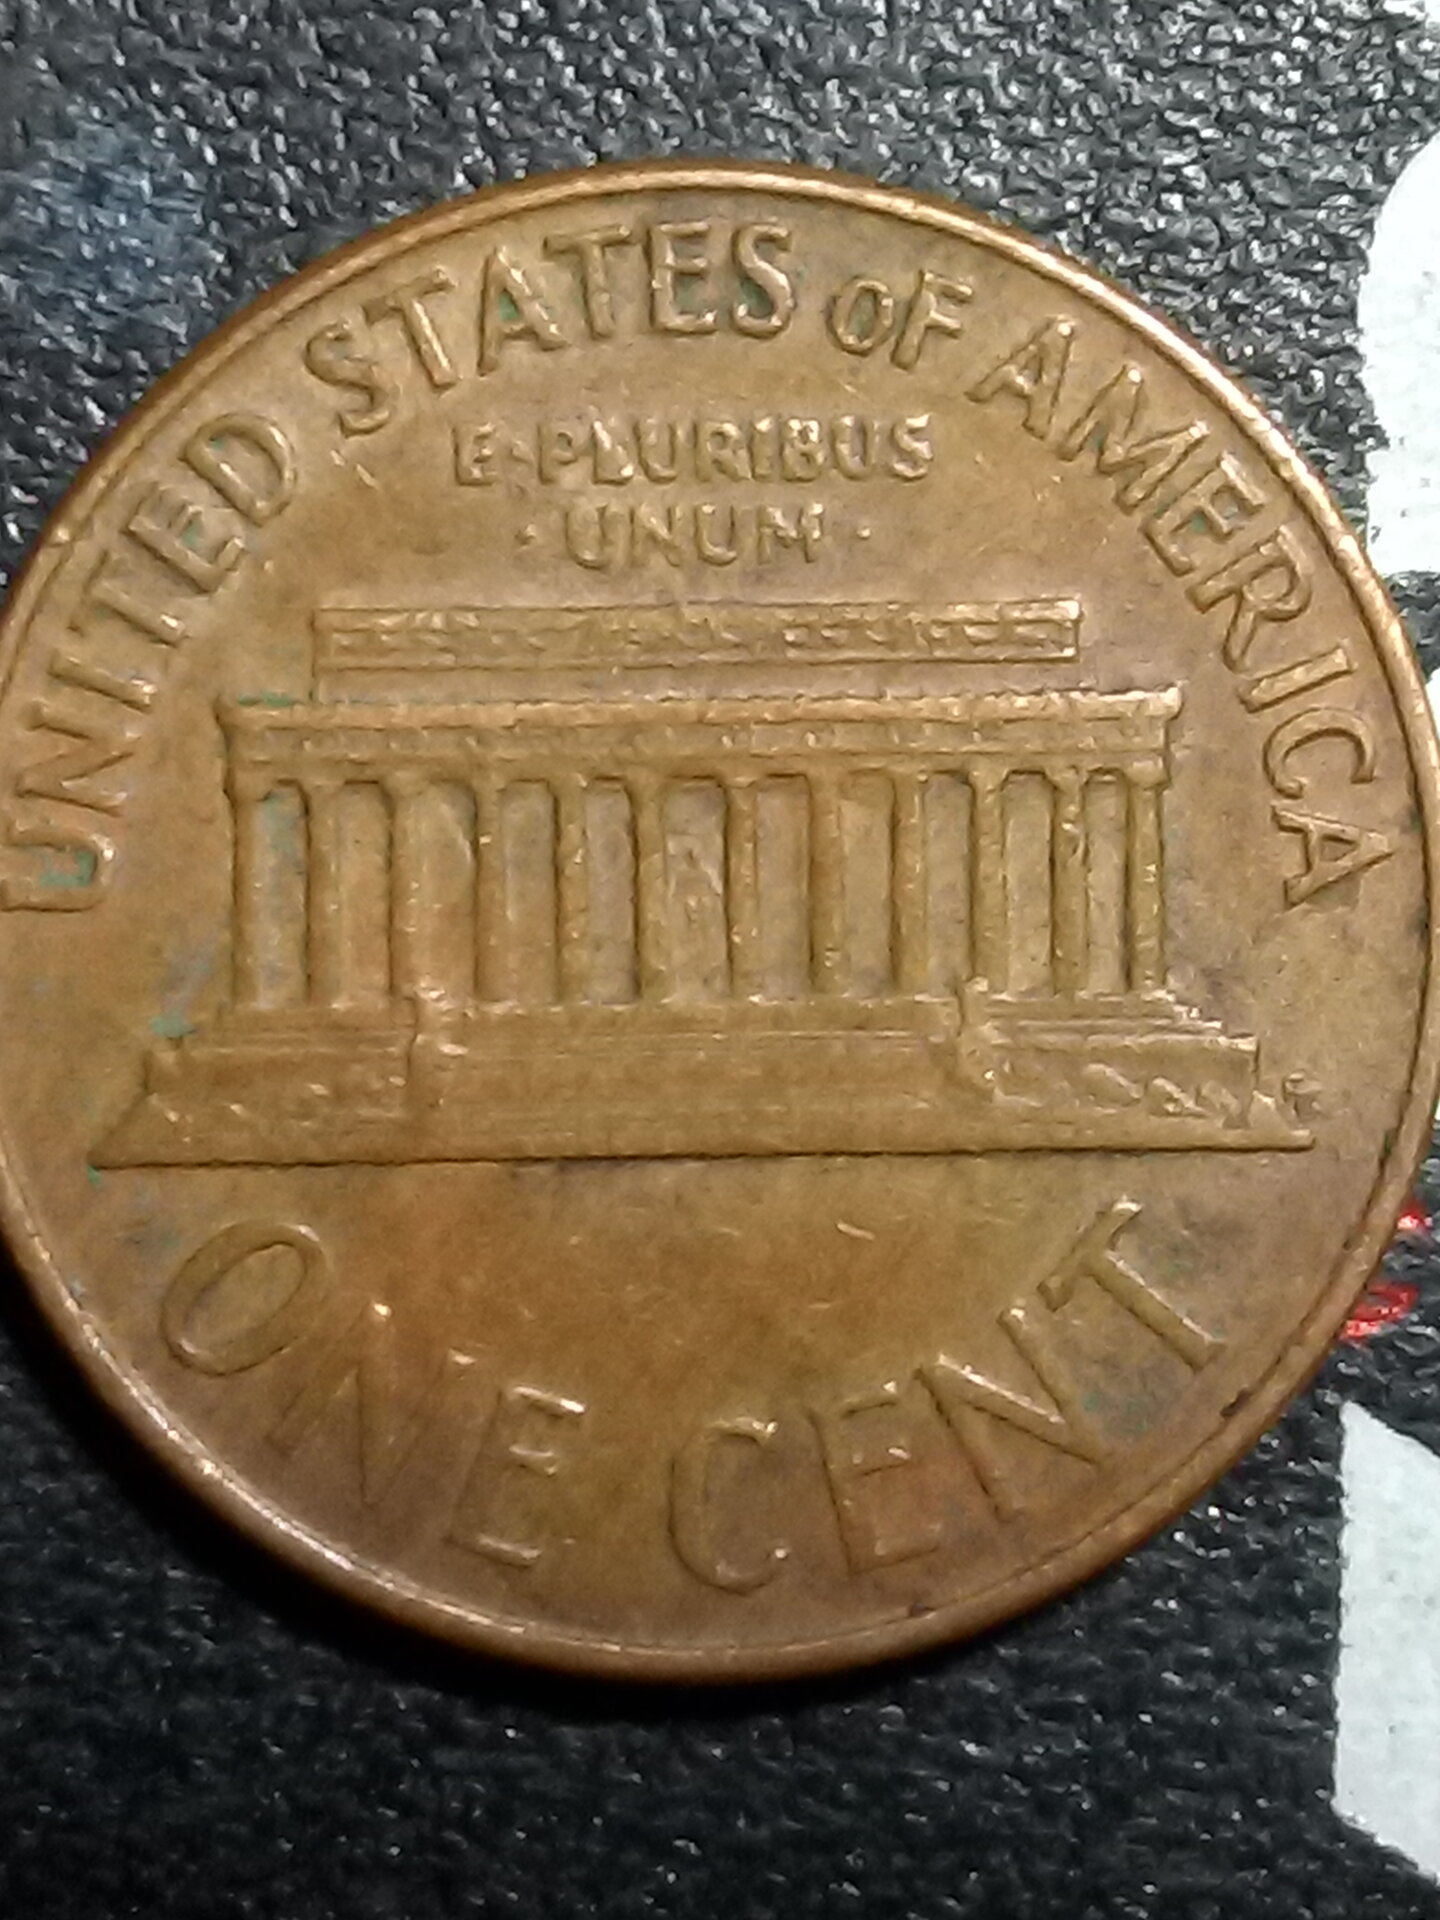 UNITED STATES OF AMERICA
E·PLURIBUS
·UNUM·
ONE CENT